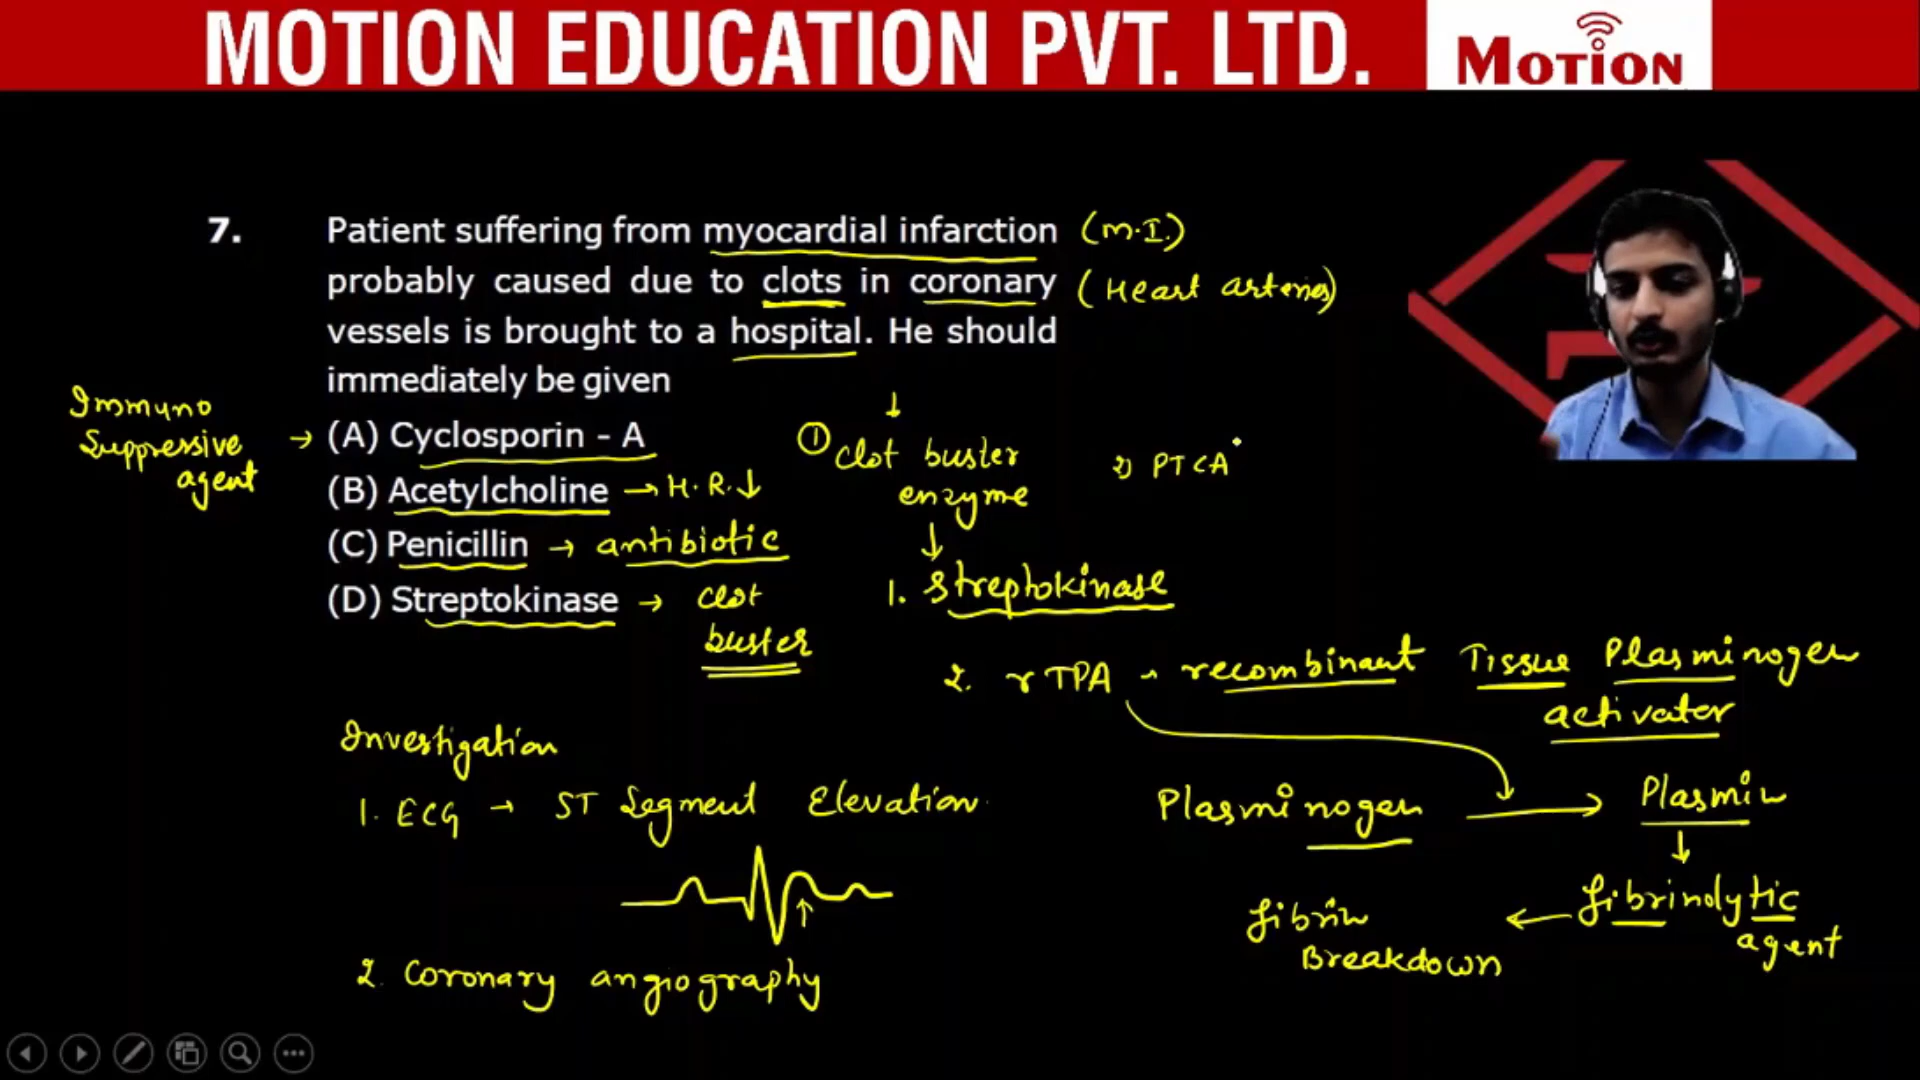 MOTION EDUCATION PVT. LTD.
MOTION
7. Patient suffering from myocardial infarction (M.I.)
probably caused due to clots in coronary (Heart arteries)
vessels is brought to a hospital. He should
immediately be given
Immuno
Suppressive
agent
→ (A) Cyclosporin - A
(B) Acetylcholine → H.R.↓
(C) Penicillin → antibiotic
(D) Streptokinase → clot
buster
↓
① Clot buster
enzyme
↓
1. Streptokinase
2) PTCA
2. rTPA - recombinant Tissue Plasminogen
activater
Plasminogen → Plasmin
↓
fibrinolytic
agent
← fibrin
Breakdown
Investigation
1. ECG → ST Segment Elevation
↑
2. Coronary angiography